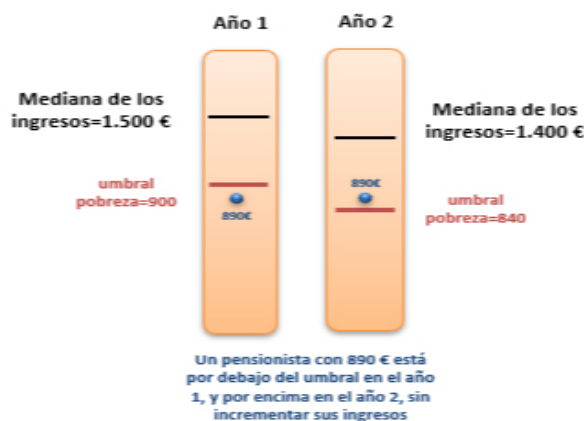 Año 1
Año 2
Mediana de los
ingresos=1.500 €
Mediana de los
ingresos=1.400 €
umbral
pobreza=900
890€
890€
umbral
pobreza=840
Un pensionista con 890 € está
por debajo del umbral en el año
1, y por encima en el año 2, sin
incrementar sus ingresos